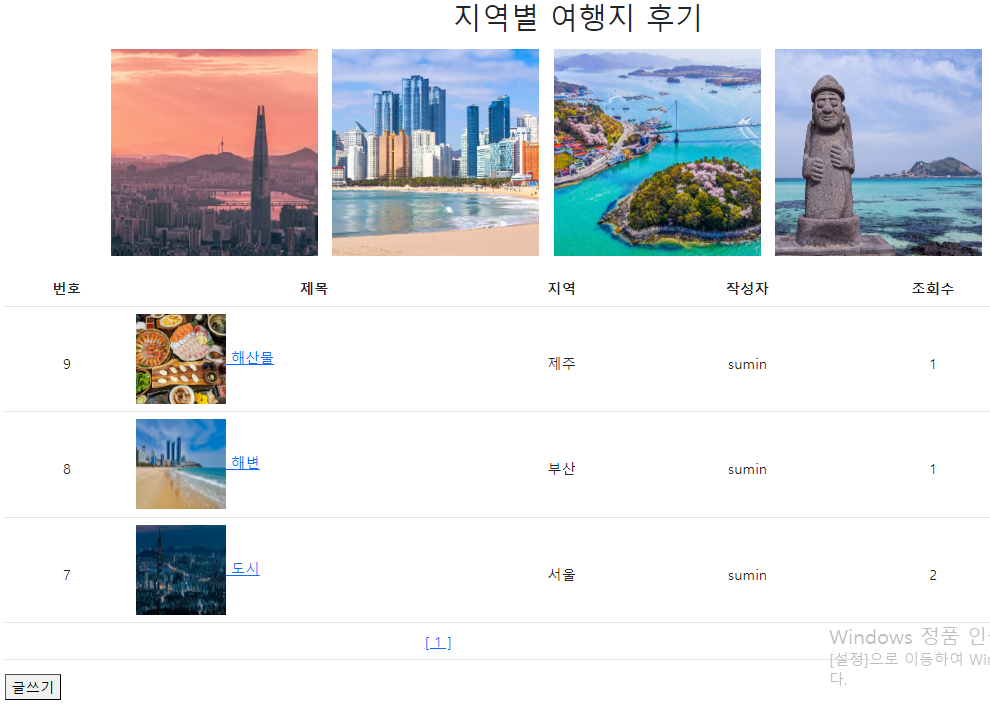 지역별 여행지 후기
번호 제목 지역 작성자 조회수
9 해산물 제주 sumin 1
8 해변 부산 sumin 1
7 도시 서울 sumin 2
[ 1 ]
Windows 정품 인
[설정]으로 이동하여 Win
다.
글쓰기